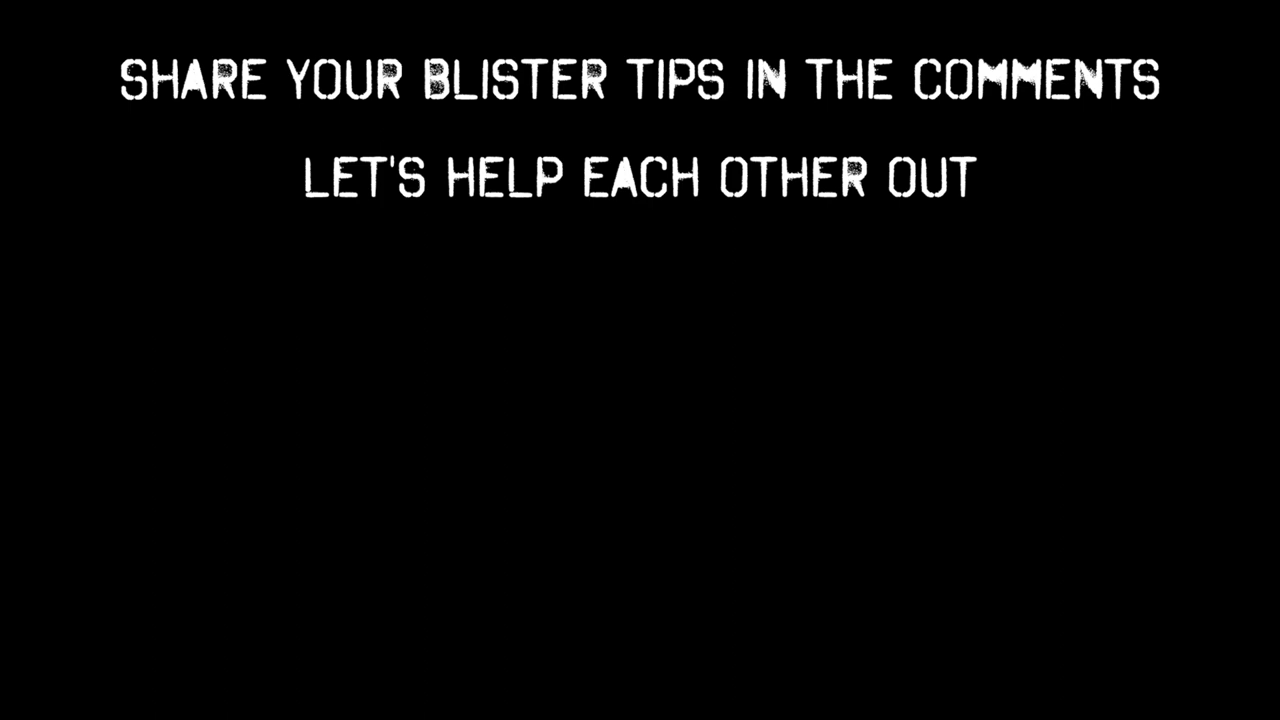 SHARE YOUR BLISTER TIPS IN THE COMMENTS
LET'S HELP EACH OTHER OUT